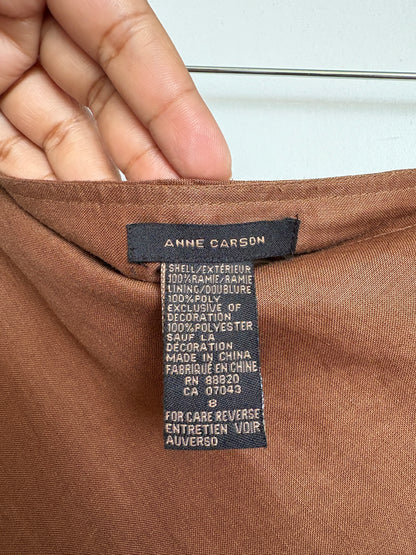 ANNE CARSON
SHELL/EXTÉRIEUR
100%RAMIE/RAMIE
LINING/DOUBLURE
100%POLY
EXCLUSIVE OF
DECORATION
100%POLYESTER
SAUF LA
DECORATION
MADE IN CHINA
FABRIQUÉ EN CHINE
RN 88820
CA 07043
8
FOR CARE REVERSE
ENTRETIEN VOIR
AUVERSO